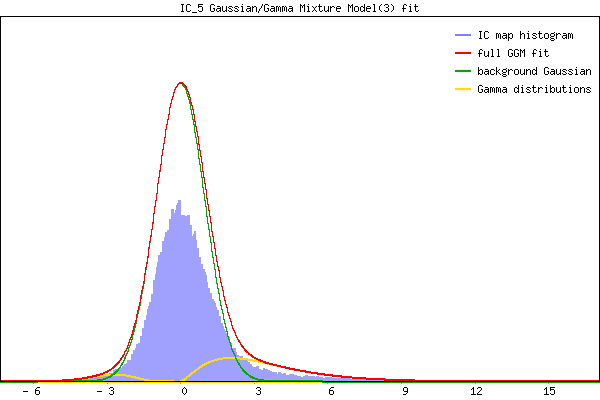 IC_5 Gaussian/Gamma Mixture Model(3) fit
IC map histogram
full GGM fit
background Gaussian
Gamma distributions
-6 -3 0 3 6 9 12 15